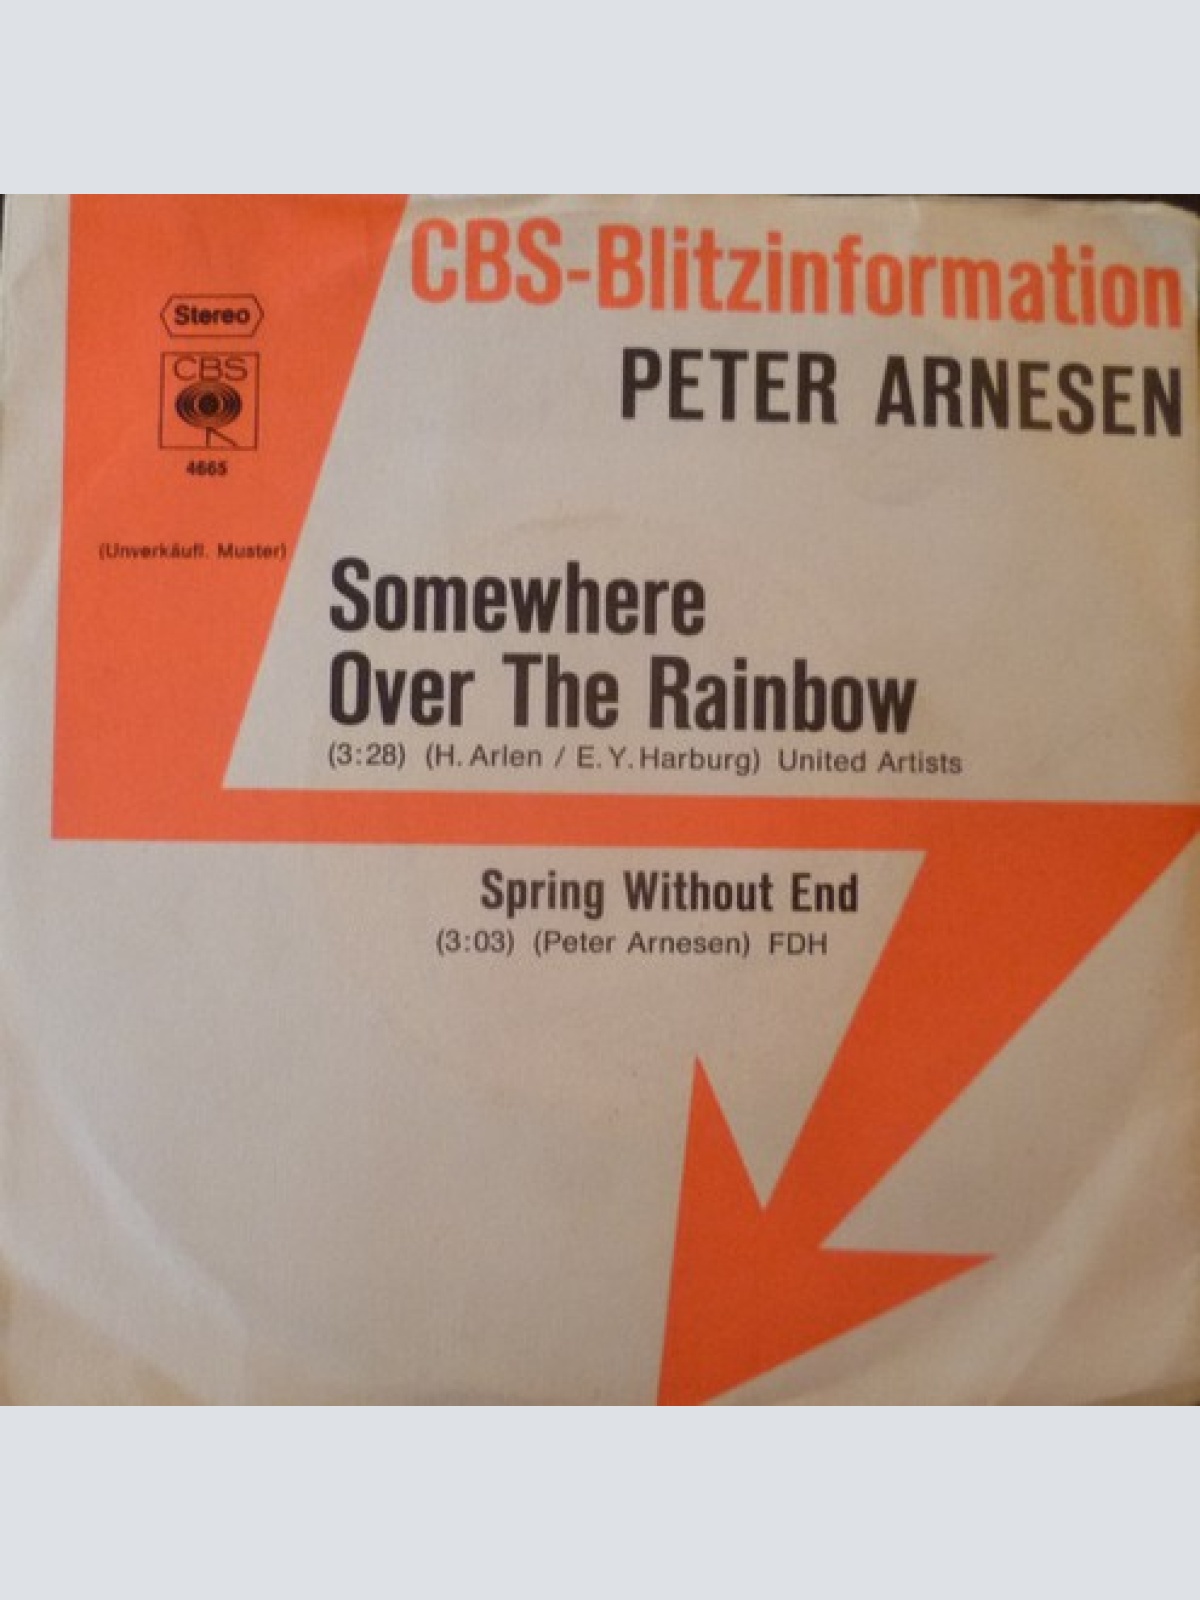 CBS-Blitzinformation
PETER ARNESEN
Stereo
CBS
4665
(Unverkäufl. Muster)
Somewhere
Over The Rainbow
(3:28) (H. Arlen / E. Y. Harburg) United Artists
Spring Without End
(3:03) (Peter Arnesen) FDH